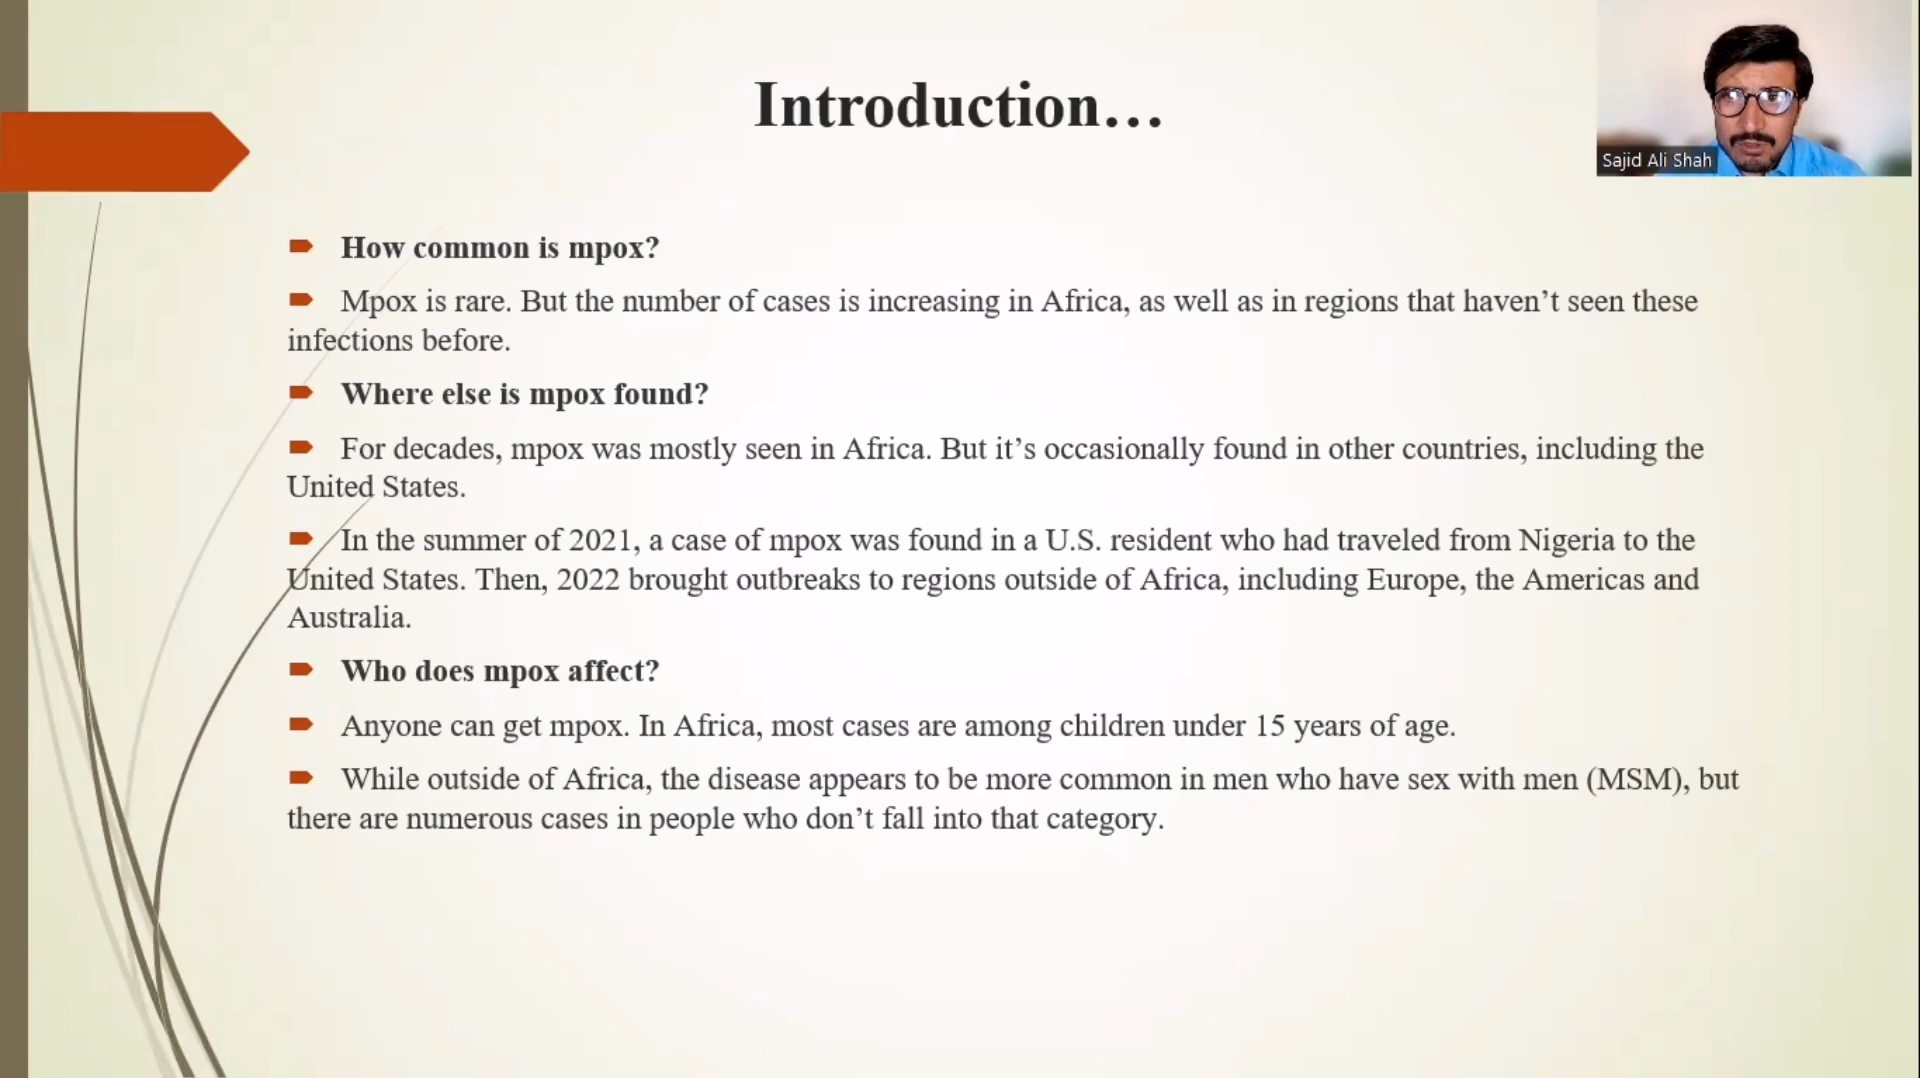 Introduction…
Sajid Ali Shah
How common is mpox?
Mpox is rare. But the number of cases is increasing in Africa, as well as in regions that haven’t seen these
infections before.
Where else is mpox found?
For decades, mpox was mostly seen in Africa. But it’s occasionally found in other countries, including the
United States.
In the summer of 2021, a case of mpox was found in a U.S. resident who had traveled from Nigeria to the
United States. Then, 2022 brought outbreaks to regions outside of Africa, including Europe, the Americas and
Australia.
Who does mpox affect?
Anyone can get mpox. In Africa, most cases are among children under 15 years of age.
While outside of Africa, the disease appears to be more common in men who have sex with men (MSM), but
there are numerous cases in people who don’t fall into that category.